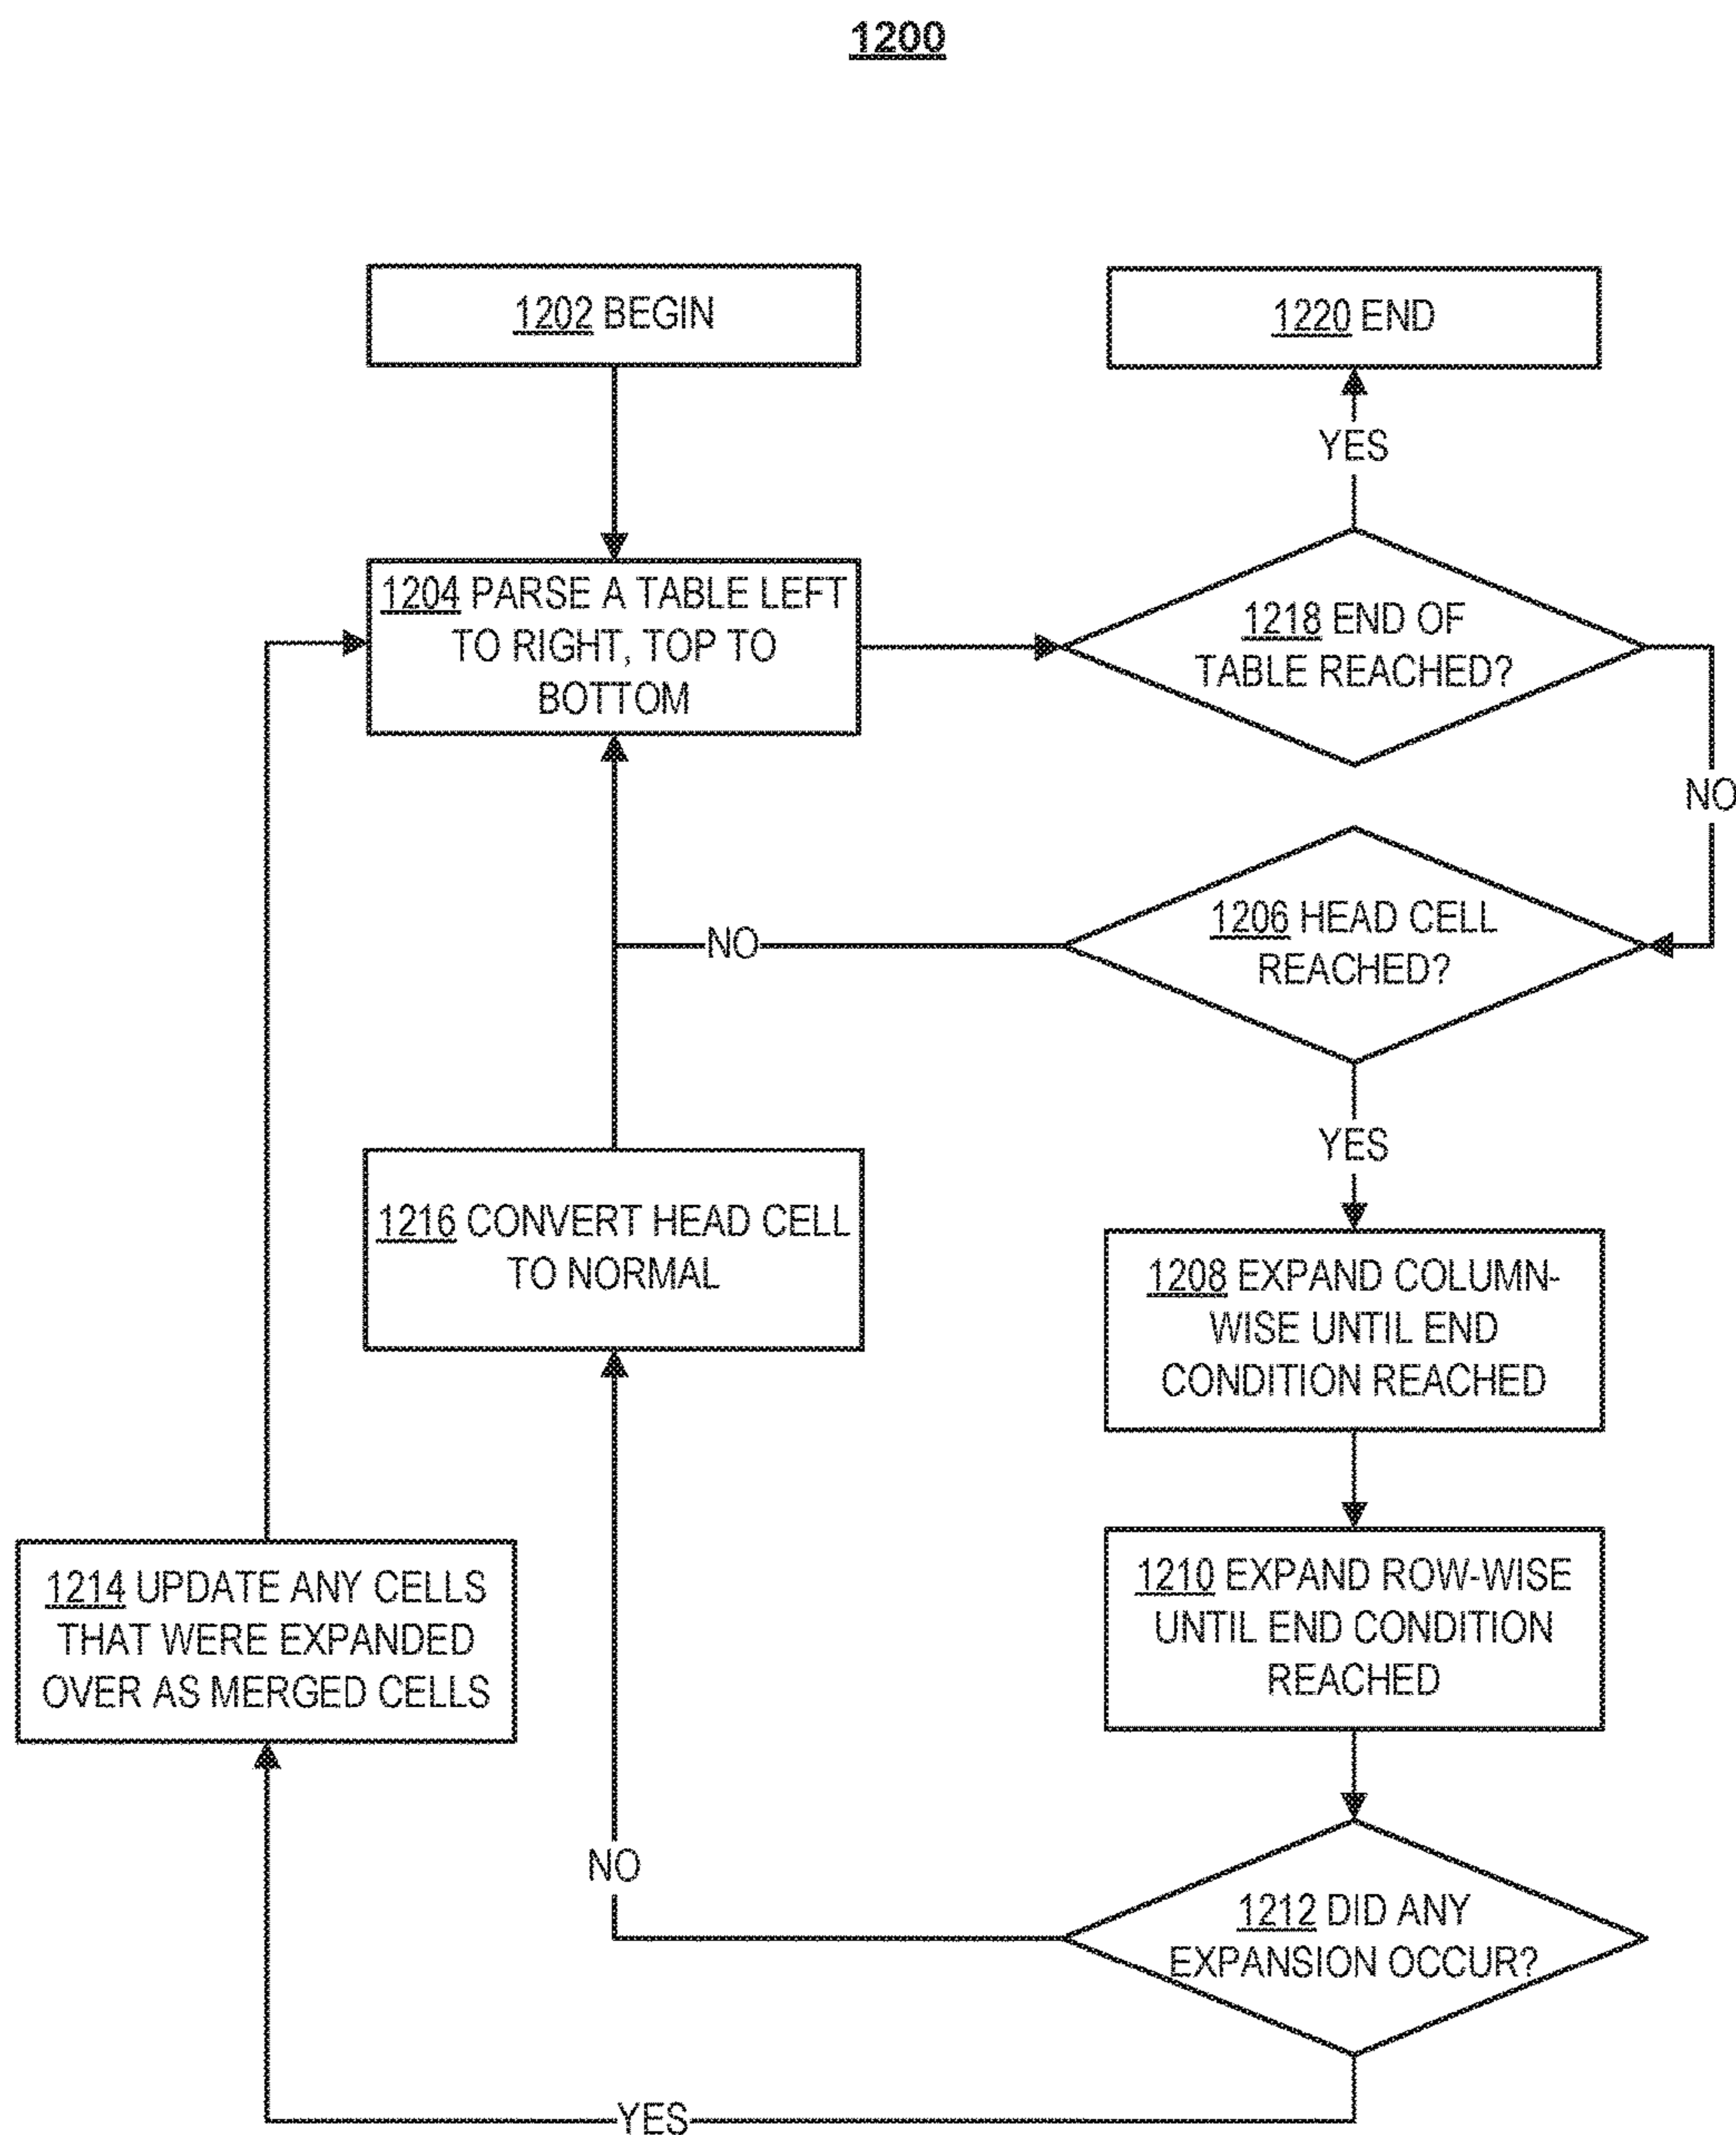 1200
1202 BEGIN
1220 END
YES
1204 PARSE A TABLE LEFT
TO RIGHT, TOP TO
BOTTOM
1218 END OF
TABLE REACHED?
NO
1206 HEAD CELL
REACHED?
NO
YES
1216 CONVERT HEAD CELL
TO NORMAL
1208 EXPAND COLUMN-
WISE UNTIL END
CONDITION REACHED
1214 UPDATE ANY CELLS
THAT WERE EXPANDED
OVER AS MERGED CELLS
1210 EXPAND ROW-WISE
UNTIL END CONDITION
REACHED
NO
1212 DID ANY
EXPANSION OCCUR?
YES